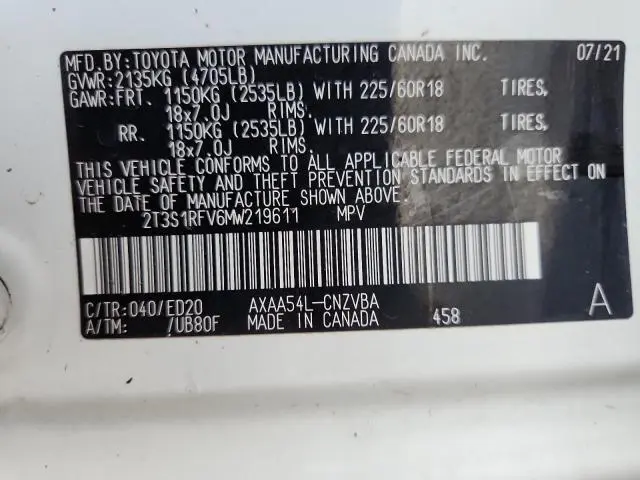 MFD.BY:TOYOTA MOTOR MANUFACTURING CANADA INC. 07/21
GVWR:2135KG (4705LB)
GAWR:FRT. 1150KG (2535LB) WITH 225/60R18 TIRES,
18x7.0J RIMS.
RR. 1150KG (2535LB) WITH 225/60R18 TIRES,
18x7.0J RIMS.
THIS VEHICLE CONFORMS TO ALL APPLICABLE FEDERAL MOTOR
VEHICLE SAFETY AND THEFT PREVENTION STANDARDS IN EFFECT ON
THE DATE OF MANUFACTURE SHOWN ABOVE.
2T3S1RFV6MW219611 MPV
C/TR:040/ED20 AXAA54L-CNZVBA A
A/TM: /UB80F MADE IN CANADA 458